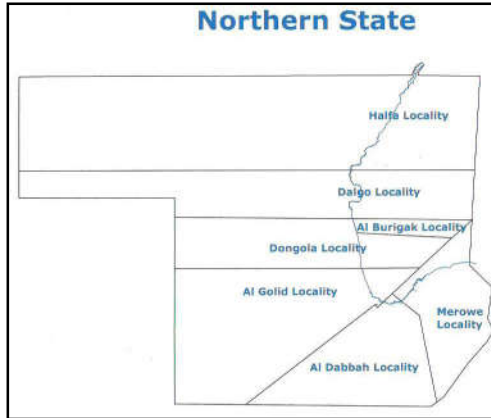 Northern State
Halfa Locality
Dalgo Locality
Al Burigak Locality
Dongola Locality
Al Golid Locality
Merowe
Locality
Al Dabbah Locality